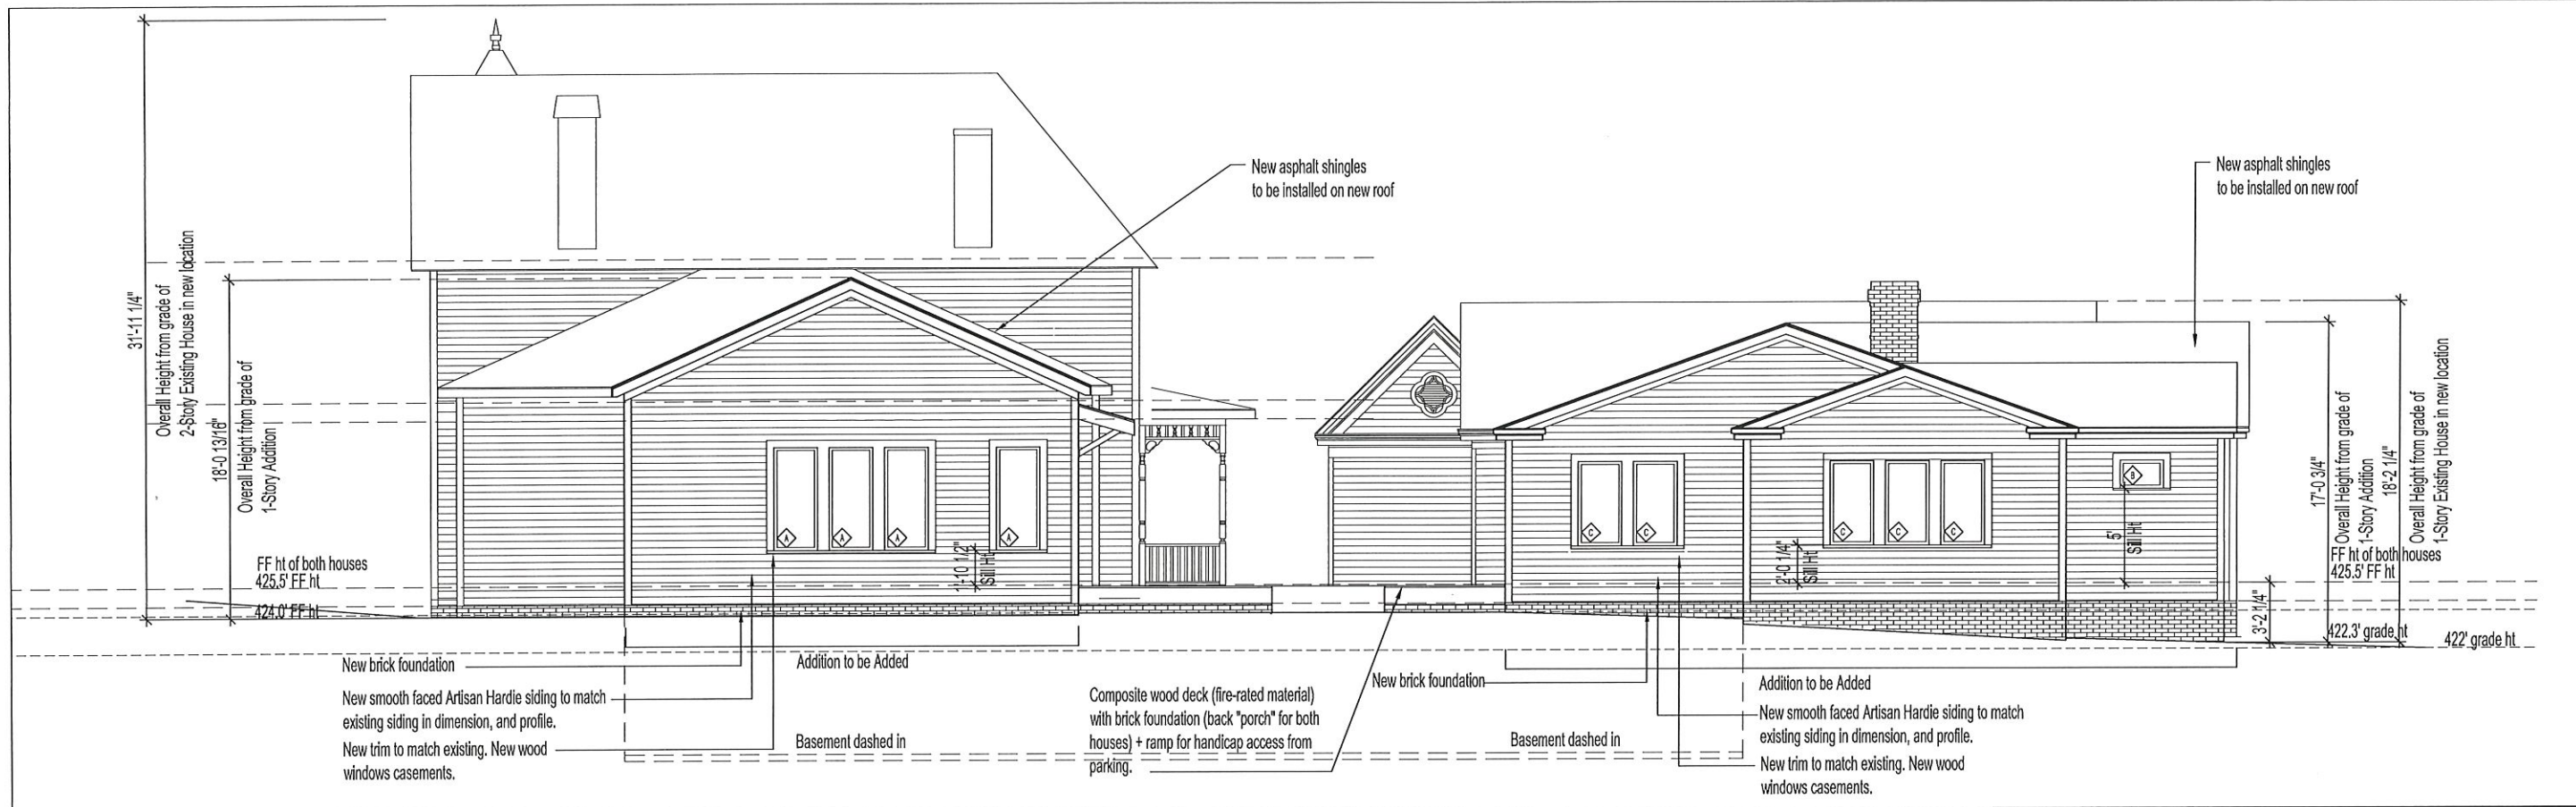 31'-11 1/4"
Overall Height from grade of
2-Story Existing House in new location
18'-0 13/16"
Overall Height from grade of
1-Story Addition
FF ht of both houses
425.5' FF ht
424.0' FF ht
New asphalt shingles
to be installed on new roof
A
A
A
A
1'-10 1/2"
Sill Ht
New brick foundation
Addition to be Added
New smooth faced Artisan Hardie siding to match
existing siding in dimension, and profile.
New trim to match existing. New wood
windows casements.
Basement dashed in
Composite wood deck (fire-rated material)
with brick foundation (back "porch" for both
houses) + ramp for handicap access from
parking.
New asphalt shingles
to be installed on new roof
C
C
C
C
C
B
2'-0 1/4"
Sill Ht
5'
Sill Ht
17'-0 3/4"
Overall Height from grade of
1-Story Addition
18'-2 1/4"
Overall Height from grade of
1-Story Existing House in new location
FF ht of both houses
425.5' FF ht
3'-2 1/4"
422.3' grade ht
422' grade ht
New brick foundation
Addition to be Added
New smooth faced Artisan Hardie siding to match
existing siding in dimension, and profile.
Basement dashed in
New trim to match existing. New wood
windows casements.